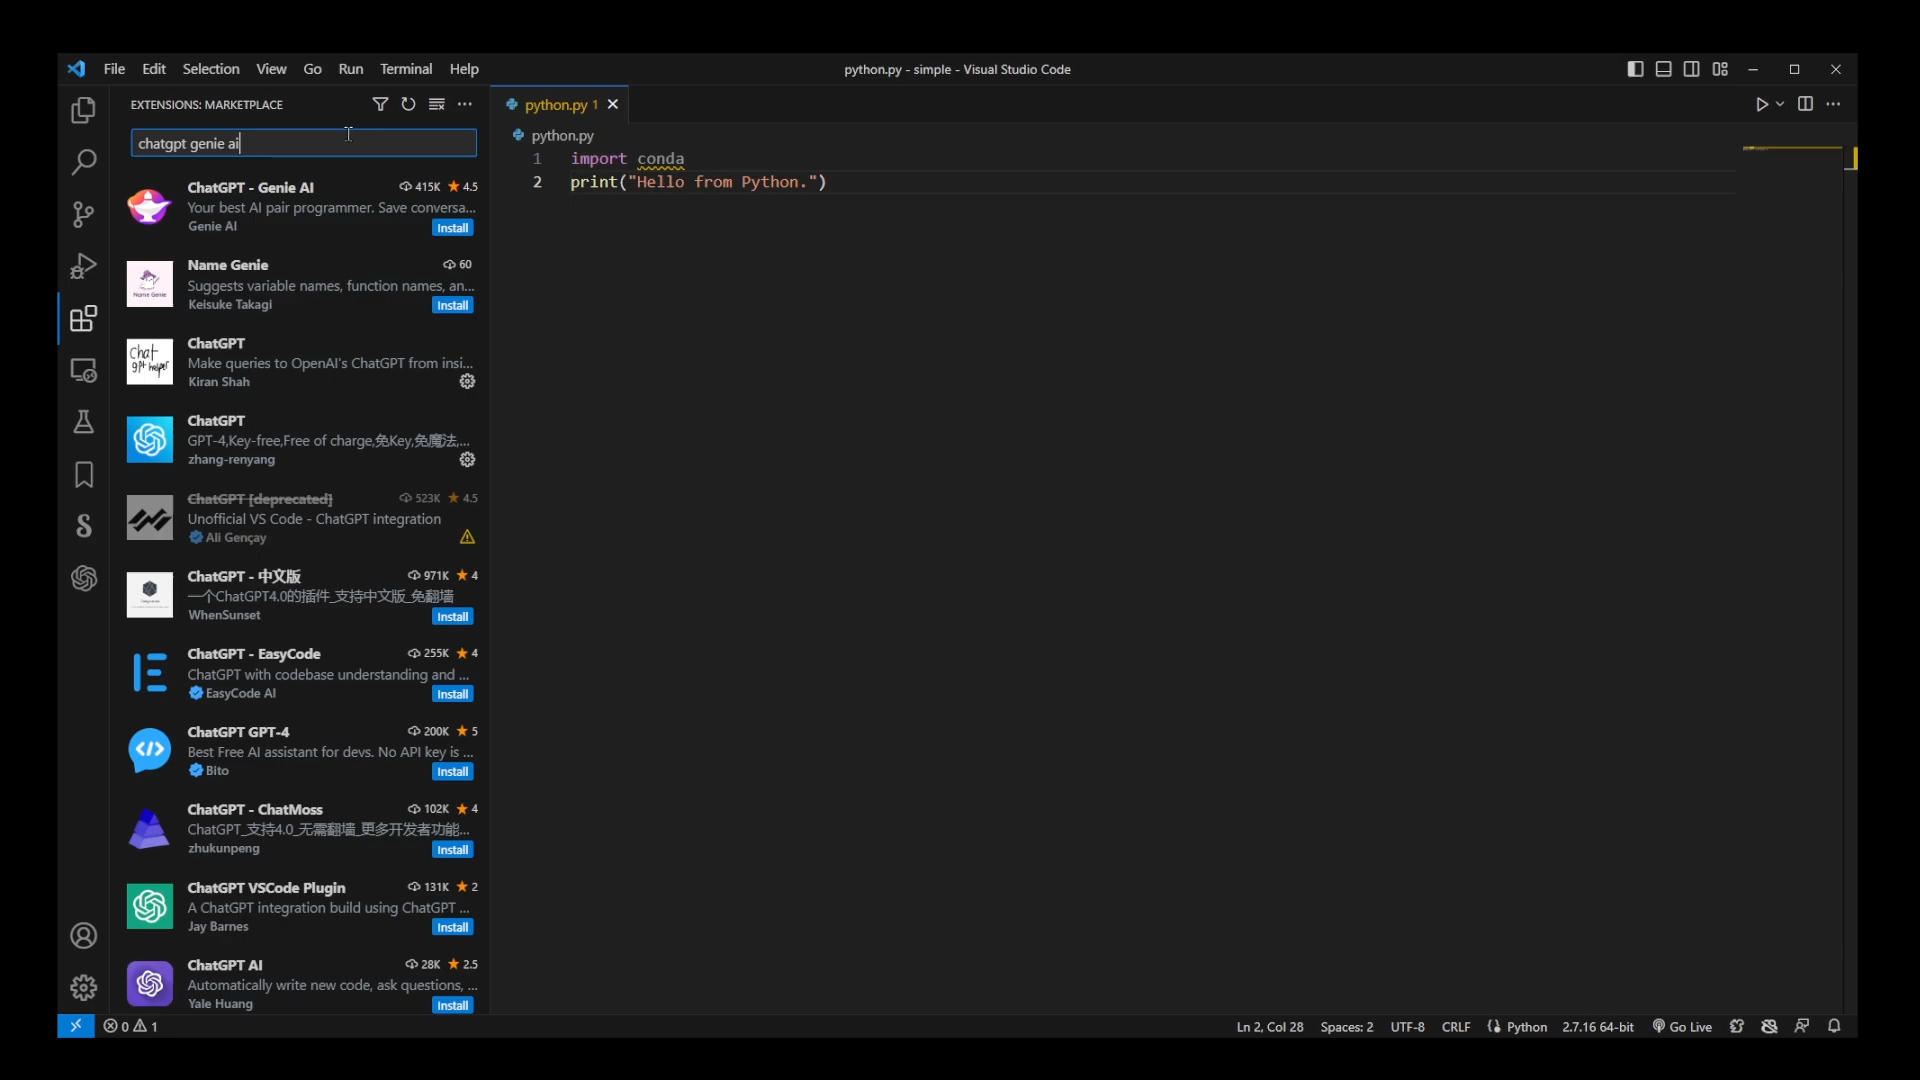 File Edit Selection View Go Run Terminal Help
python.py - simple - Visual Studio Code
EXTENSIONS: MARKETPLACE
chatgpt genie ai
ChatGPT - Genie AI 415K 4.5
Your best AI pair programmer. Save conversa...
Genie AI Install
Name Genie 60
Suggests variable names, function names, an...
Keisuke Takagi Install
Name Genie
ChatGPT
Make queries to OpenAI's ChatGPT from insi...
Kiran Shah
Chat
gpt helper
ChatGPT
GPT-4,Key-free,Free of charge,免Key,免魔法,...
zhang-renyang
ChatGPT [deprecated] 523K 4.5
Unofficial VS Code - ChatGPT integration
Ali Gençay
ChatGPT - 中文版 971K 4
一个ChatGPT4.0的插件_支持中文版_免翻墙
WhenSunset Install
ChatGPT - EasyCode 255K 4
ChatGPT with codebase understanding and ...
EasyCode AI Install
ChatGPT GPT-4 200K 5
Best Free AI assistant for devs. No API key is ...
Bito Install
ChatGPT - ChatMoss 102K 4
ChatGPT_支持4.0_无需翻墙_更多开发者功能...
zhukunpeng Install
ChatGPT VSCode Plugin 131K 2
A ChatGPT integration build using ChatGPT ...
Jay Barnes Install
ChatGPT AI 28K 2.5
Automatically write new code, ask questions, ...
Yale Huang Install
python.py 1
python.py
1 import conda
2 print("Hello from Python.")
0 1
Ln 2, Col 28 Spaces: 2 UTF-8 CRLF Python 2.7.16 64-bit Go Live